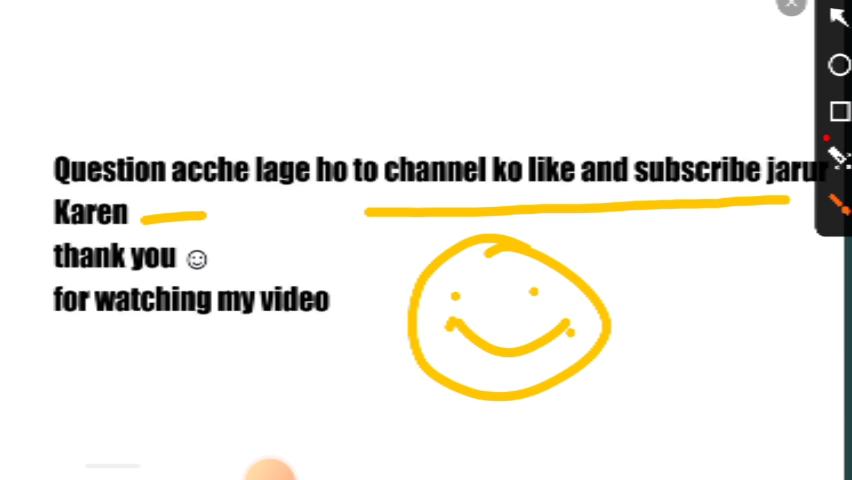 Question acche lage ho to channel ko like and subscribe jarur
Karen
thank you ☺
for watching my video